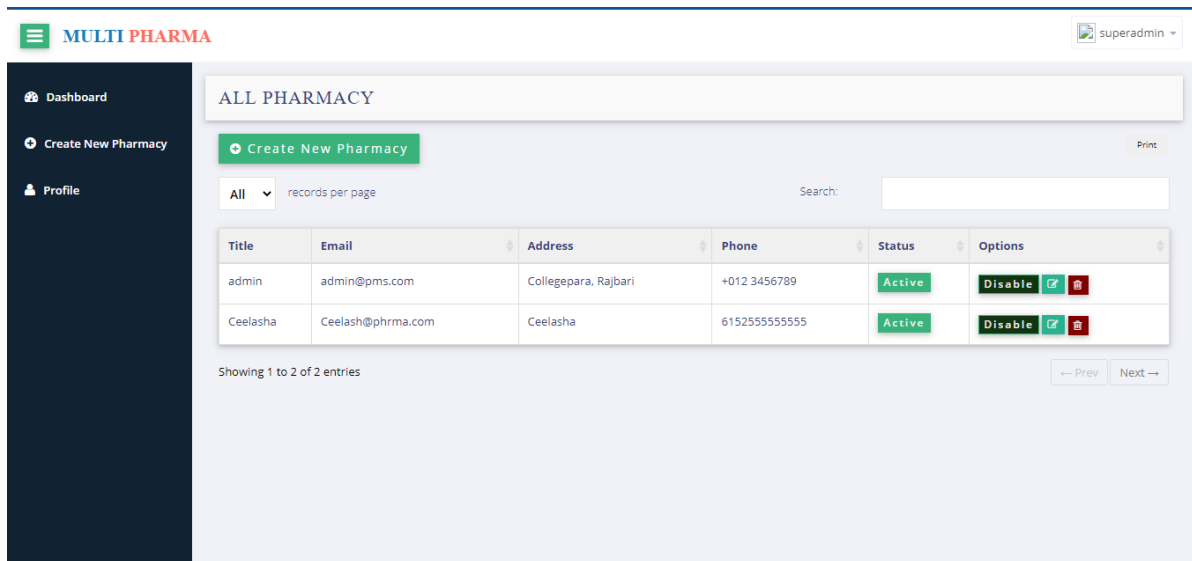 MULTI PHARMA
superadmin
Dashboard
ALL PHARMACY
Create New Pharmacy
Create New Pharmacy
Print
Profile
All records per page Search:
Title Email Address Phone Status Options
admin admin@pms.com Collegepara, Rajbari +012 3456789 Active Disable
Ceelasha Ceelash@phrma.com Ceelasha 6152555555555 Active Disable
Showing 1 to 2 of 2 entries ← Prev Next →